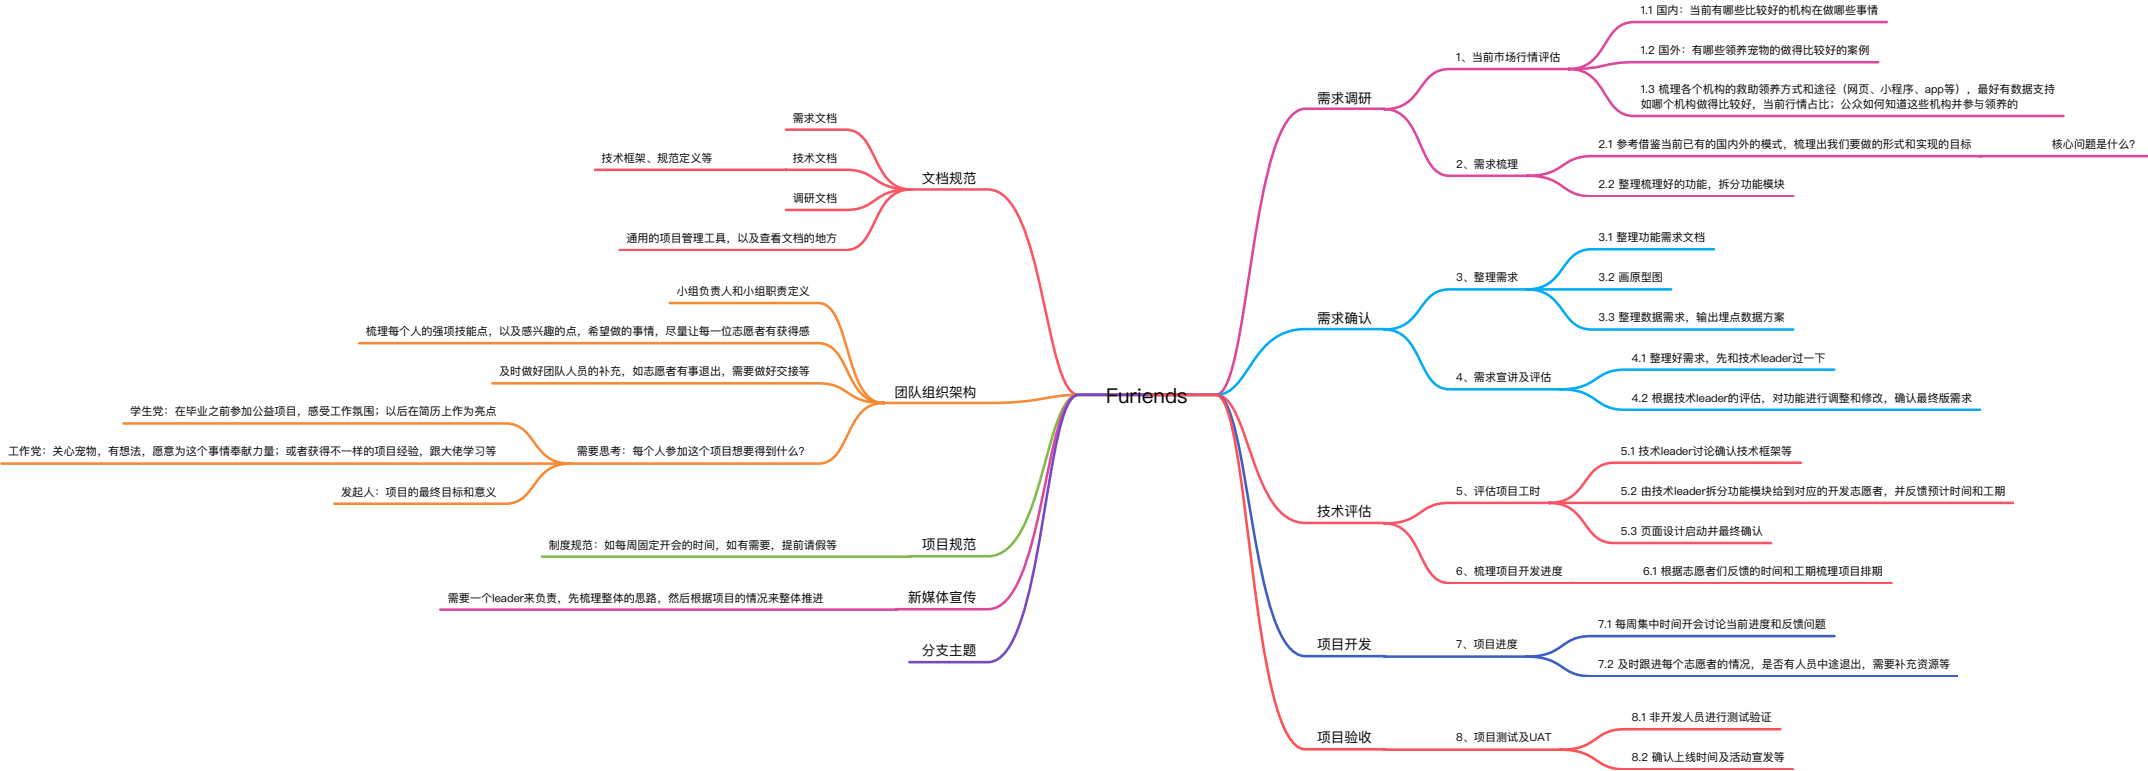 Furiends
需求调研
1、当前市场行情评估
1.1 国内：当前有哪些比较好的机构在做哪些事情
1.2 国外：有哪些领养宠物的做得比较好的案例
1.3 梳理各个机构的救助领养方式和途径（网页、小程序、app等），最好有数据支持
如哪个机构做得比较好，当前行情占比；公众如何知道这些机构并参与领养的
2、需求梳理
2.1 参考借鉴当前已有的国内外的模式，梳理出我们要做的形式和实现的目标
核心问题是什么？
2.2 整理梳理好的功能，拆分功能模块
需求确认
3、整理需求
3.1 整理功能需求文档
3.2 画原型图
3.3 整理数据需求，输出埋点数据方案
4、需求宣讲及评估
4.1 整理好需求，先和技术leader过一下
4.2 根据技术leader的评估，对功能进行调整和修改，确认最终版需求
技术评估
5、评估项目工时
5.1 技术leader讨论确认技术框架等
5.2 由技术leader拆分功能模块给到对应的开发志愿者，并反馈预计时间和工期
5.3 页面设计启动并最终确认
6、梳理项目开发进度
6.1 根据志愿者们反馈的时间和工期梳理项目排期
项目开发
7、项目进度
7.1 每周集中时间开会讨论当前进度和反馈问题
7.2 及时跟进每个志愿者的情况，是否有人员中途退出，需要补充资源等
项目验收
8、项目测试及UAT
8.1 非开发人员进行测试验证
8.2 确认上线时间及活动宣发等
文档规范
需求文档
技术文档
技术框架、规范定义等
调研文档
通用的项目管理工具，以及查看文档的地方
团队组织架构
小组负责人和小组职责定义
梳理每个人的强项技能点，以及感兴趣的点，希望做的事情，尽量让每一位志愿者有获得感
及时做好团队人员的补充，如志愿者有事退出，需要做好交接等
需要思考：每个人参加这个项目想要得到什么？
学生党：在毕业之前参加公益项目，感受工作氛围；以后在简历上作为亮点
工作党：关心宠物，有想法，愿意为这个事情奉献力量；或者获得不一样的项目经验，跟大佬学习等
发起人：项目的最终目标和意义
项目规范
制度规范：如每周固定开会的时间，如有需要，提前请假等
新媒体宣传
需要一个leader来负责，先梳理整体的思路，然后根据项目的情况来整体推进
分支主题